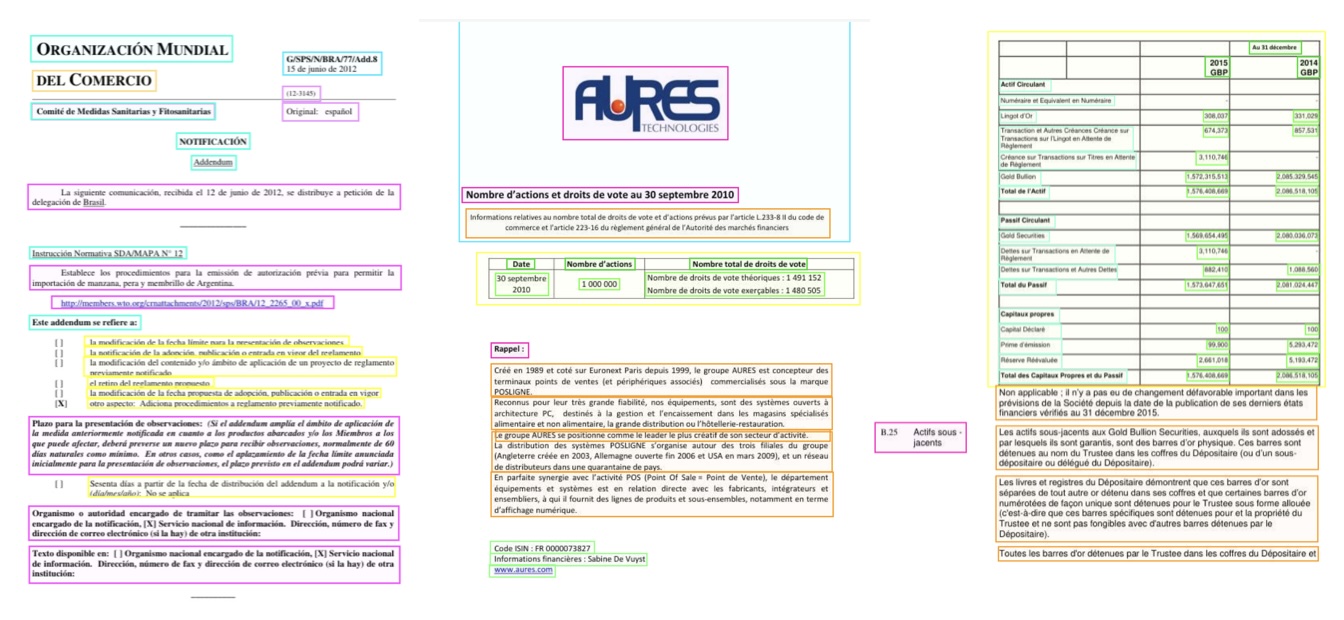 ORGANIZACIÓN MUNDIAL
DEL COMERCIO
G/SPS/N/BRA/77/Add.8
15 de junio de 2012
(12-3145)
Comité de Medidas Sanitarias y Fitosanitarias
Original: español
NOTIFICACIÓN
Addendum
La siguiente comunicación, recibida el 12 de junio de 2012, se distribuye a petición de la
delegación de Brasil.
Instrucción Normativa SDA/MAPA N° 12
Establece los procedimientos para la emisión de autorización prévia para permitir la
importación de manzana, pera y membrillo de Argentina.
http://members.wto.org/crnattachments/2012/sps/BRA/12_2265_00_x.pdf
Este addendum se refiere a:
[ ] la modificación de la fecha límite para la presentación de observaciones
[ ] la notificación de la adopción, publicación o entrada en vigor del reglamento
[ ] la modificación del contenido y/o ámbito de aplicación de un proyecto de reglamento
previamente notificado
[ ] el retiro del reglamento propuesto
[ ] la modificación de la fecha propuesta de adopción, publicación o entrada en vigor
[X] otro aspecto: Adiciona procedimientos a reglamento previamente notificado.
Plazo para la presentación de observaciones: (Si el addendum amplía el ámbito de aplicación de
la medida anteriormente notificada en cuanto a los productos abarcados y/o los Miembros a los
que puede afectar, deberá preverse un nuevo plazo para recibir observaciones, normalmente de 60
días naturales como mínimo. En otros casos, como el aplazamiento de la fecha límite anunciada
inicialmente para la presentación de observaciones, el plazo previsto en el addendum podrá variar.)
[ ] Sesenta días a partir de la fecha de distribución del addendum a la notificación y/o
(día/mes/año): No se aplica
Organismo o autoridad encargado de tramitar las observaciones: [ ] Organismo nacional
encargado de la notificación, [X] Servicio nacional de información. Dirección, número de fax y
dirección de correo electrónico (si la hay) de otra institución:
Texto disponible en: [ ] Organismo nacional encargado de la notificación, [X] Servicio nacional
de información. Dirección, número de fax y dirección de correo electrónico (si la hay) de otra
institución:
AURES
TECHNOLOGIES
Nombre d'actions et droits de vote au 30 septembre 2010
Informations relatives au nombre total de droits de vote et d'actions prévus par l'article L.233-8 II du code de
commerce et l'article 223-16 du règlement général de l'Autorité des marchés financiers
Date Nombre d'actions Nombre total de droits de vote
30 septembre
2010
1 000 000
Nombre de droits de vote théoriques : 1 491 152
Nombre de droits de vote exerçables : 1 480 505
Rappel :
Créé en 1989 et coté sur Euronext Paris depuis 1999, le groupe AURES est concepteur des
terminaux points de ventes (et périphériques associés) commercialisés sous la marque
POSLIGNE.
Reconnus pour leur très grande fiabilité, nos équipements, sont des systèmes ouverts à
architecture PC, destinés à la gestion et l'encaissement dans les magasins spécialisés
alimentaire et non alimentaire, la grande distribution ou l'hôtellerie-restauration.
Le groupe AURES se positionne comme le leader le plus créatif de son secteur d'activité.
La distribution des systèmes POSLIGNE s'organise autour des trois filiales du groupe
(Angleterre créée en 2003, Allemagne ouverte fin 2006 et USA en mars 2009), et un réseau
de distributeurs dans une quarantaine de pays.
En parfaite synergie avec l'activité POS (Point Of Sale = Point de Vente), le département
équipements et systèmes est en relation directe avec les fabricants, intégrateurs et
ensembliers, à qui il fournit des lignes de produits et sous-ensembles, notamment en terme
d'affichage numérique.
Code ISIN : FR 0000073827
Informations financières : Sabine De Vuyst
www.aures.com
Au 31 décembre
2015 2014
GBP GBP
Actif Circulant
Numéraire et Equivalent en Numéraire - -
Lingot d'Or 308,037 331,029
Transaction et Autres Créances Créance sur
Transactions sur l'Lingot en Attente de
Règlement
674,373 857,531
Créance sur Transactions sur Titres en Attente
de Règlement
3,110,746 -
Gold Bullion 1,572,315,513 2,085,329,545
Total de l'Actif 1,576,408,669 2,086,518,105
Passif Circulant
Gold Securities 1,569,654,495 2,080,036,073
Dettes sur Transactions en Attente de
Règlement
3,110,746 -
Dettes sur Transactions et Autres Dettes 882,410 1,088,560
Total du Passif 1,573,647,651 2,081,024,447
Capitaux propres
Capital Déclaré 100 100
Prime d'émission 99,900 5,293,472
Réserve Réévaluée 2,661,018 5,193,472
Total des Capitaux Propres et du Passif 1,576,408,669 2,086,518,105
Non applicable ; il n'y a pas eu de changement défavorable important dans les
prévisions de la Société depuis la date de la publication de ses derniers états
financiers vérifiés au 31 décembre 2015.
B.25 Actifs sous -
jacents
Les actifs sous-jacents aux Gold Bullion Securities, auxquels ils sont adossés et
par lesquels ils sont garantis, sont des barres d'or physique. Ces barres sont
détenues au nom du Trustee dans les coffres du Dépositaire (ou d'un sous-
dépositaire ou délégué du Dépositaire).
Les livres et registres du Dépositaire démontrent que ces barres d'or sont
séparées de tout autre or détenu dans ses coffres et que certaines barres d'or
numérotées de façon unique sont détenues pour le Trustee sous forme allouée
(c'est-à-dire que ces barres spécifiques sont détenues pour et la propriété du
Trustee et ne sont pas fongibles avec d'autres barres détenues par le
Dépositaire).
Toutes les barres d'or détenues par le Trustee dans les coffres du Dépositaire et